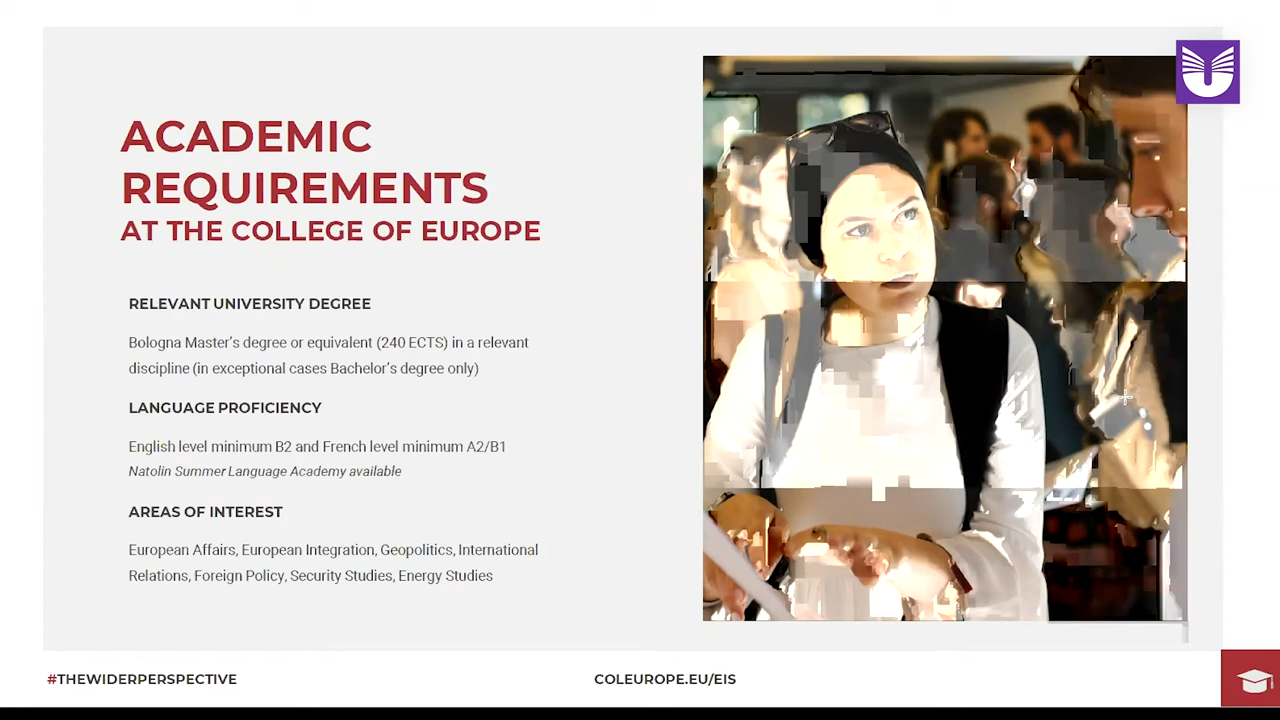 ACADEMIC
REQUIREMENTS
AT THE COLLEGE OF EUROPE
RELEVANT UNIVERSITY DEGREE
Bologna Master's degree or equivalent (240 ECTS) in a relevant
discipline (in exceptional cases Bachelor's degree only)
LANGUAGE PROFICIENCY
English level minimum B2 and French level minimum A2/B1
Natolin Summer Language Academy available
AREAS OF INTEREST
European Affairs, European Integration, Geopolitics, International
Relations, Foreign Policy, Security Studies, Energy Studies
#THEWIDERPERSPECTIVE
COLEUROPE.EU/EIS